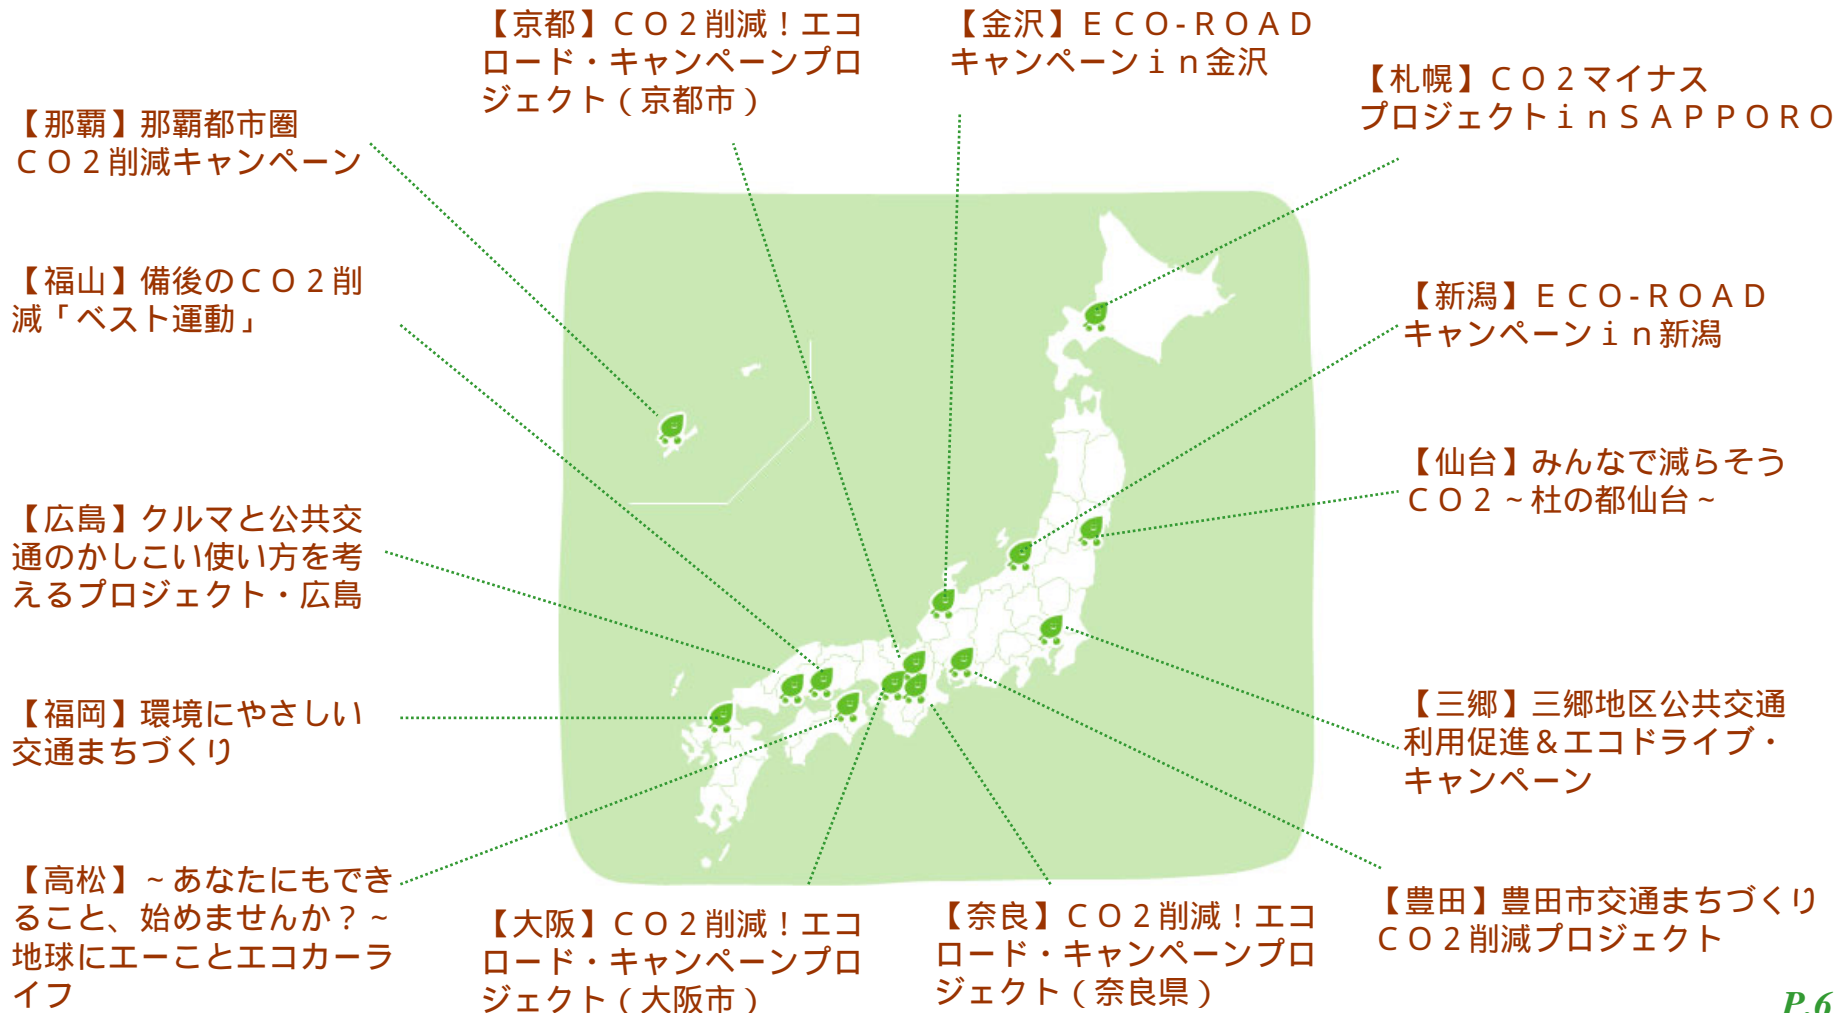 【京都】ＣＯ２削減！エコ
ロード・キャンペーンプロ
ジェクト（京都市）
【金沢】ＥＣＯ-ＲＯＡＤ
キャンペーンｉｎ金沢
【札幌】ＣＯ２マイナス
プロジェクトｉｎＳＡＰＰＯＲＯ
【那覇】那覇都市圏
ＣＯ２削減キャンペーン
【福山】備後のＣＯ２削
減「ベスト運動」
【新潟】ＥＣＯ-ＲＯＡＤ
キャンペーンｉｎ新潟
【仙台】みんなで減らそう
ＣＯ２～杜の都仙台～
【広島】クルマと公共交
通のかしこい使い方を考
えるプロジェクト・広島
【福岡】環境にやさしい
交通まちづくり
【三郷】三郷地区公共交通
利用促進＆エコドライブ・
キャンペーン
【高松】～あなたにもでき
ること、始めませんか？～
地球にエーことエコカーラ
イフ
【大阪】ＣＯ２削減！エコ
ロード・キャンペーンプロ
ジェクト（大阪市）
【奈良】ＣＯ２削減！エコ
ロード・キャンペーンプロ
ジェクト（奈良県）
【豊田】豊田市交通まちづくり
ＣＯ２削減プロジェクト
P.6